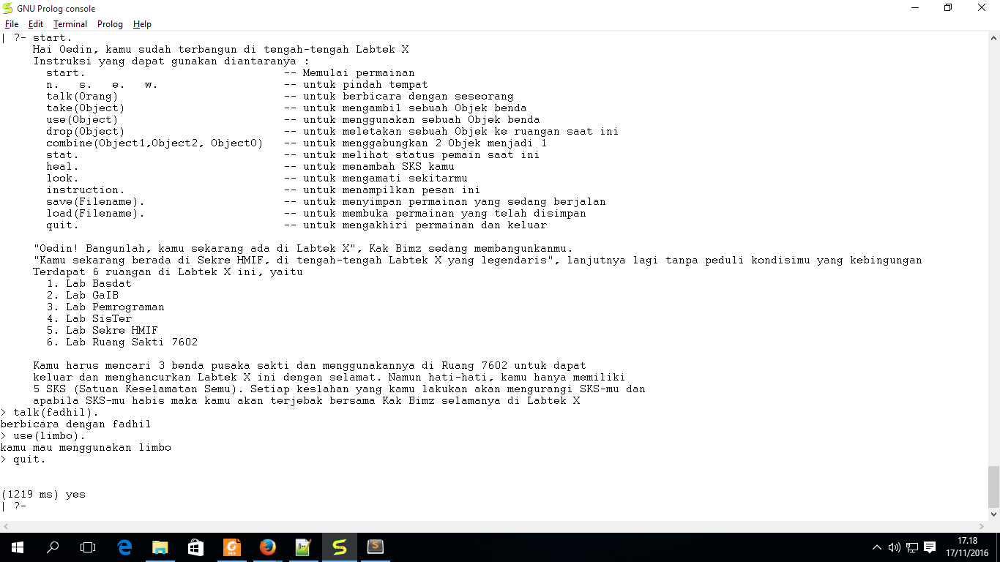 GNU Prolog console
File Edit Terminal Prolog Help
| ?- start.
Hai Oedin, kamu sudah terbangun di tengah-tengah Labtek X
Instruksi yang dapat gunakan diantaranya :
start. -- Memulai permainan
n. s. e. w. -- untuk pindah tempat
talk(Orang) -- untuk berbicara dengan seseorang
take(Object) -- untuk mengambil sebuah Objek benda
use(Object) -- untuk menggunakan sebuah Objek benda
drop(Object) -- untuk meletakan sebuah Objek ke ruangan saat ini
combine(Object1,Object2, ObjectO) -- untuk menggabungkan 2 Objek menjadi 1
stat. -- untuk melihat status pemain saat ini
heal. -- untuk menambah SKS kamu
look. -- untuk mengamati sekitarmu
instruction. -- untuk menampilkan pesan ini
save(Filename). -- untuk menyimpan permainan yang sedang berjalan
load(Filename). -- untuk membuka permainan yang telah disimpan
quit. -- untuk mengakhiri permainan dan keluar
"Oedin! Bangunlah, kamu sekarang ada di Labtek X", Kak Bimz sedang membangunkanmu.
"Kamu sekarang berada di Sekre HMIF, di tengah-tengah Labtek X yang legendaris", lanjutnya lagi tanpa peduli kondisimu yang kebingungan
Terdapat 6 ruangan di Labtek X ini, yaitu
1. Lab Basdat
2. Lab GaIB
3. Lab Pemrograman
4. Lab SisTer
5. Lab Sekre HMIF
6. Lab Ruang Sakti 7602
Kamu harus mencari 3 benda pusaka sakti dan menggunakannya di Ruang 7602 untuk dapat
keluar dan menghancurkan Labtek X ini dengan selamat. Namun hati-hati, kamu hanya memiliki
5 SKS (Satuan Keselamatan Semu). Setiap keslahan yang kamu lakukan akan mengurangi SKS-mu dan
apabila SKS-mu habis maka kamu akan terjebak bersama Kak Bimz selamanya di Labtek X
> talk(fadhil).
berbicara dengan fadhil
> use(limbo).
kamu mau menggunakan limbo
> quit.
(1219 ms) yes
| ?-
17.18
17/11/2016